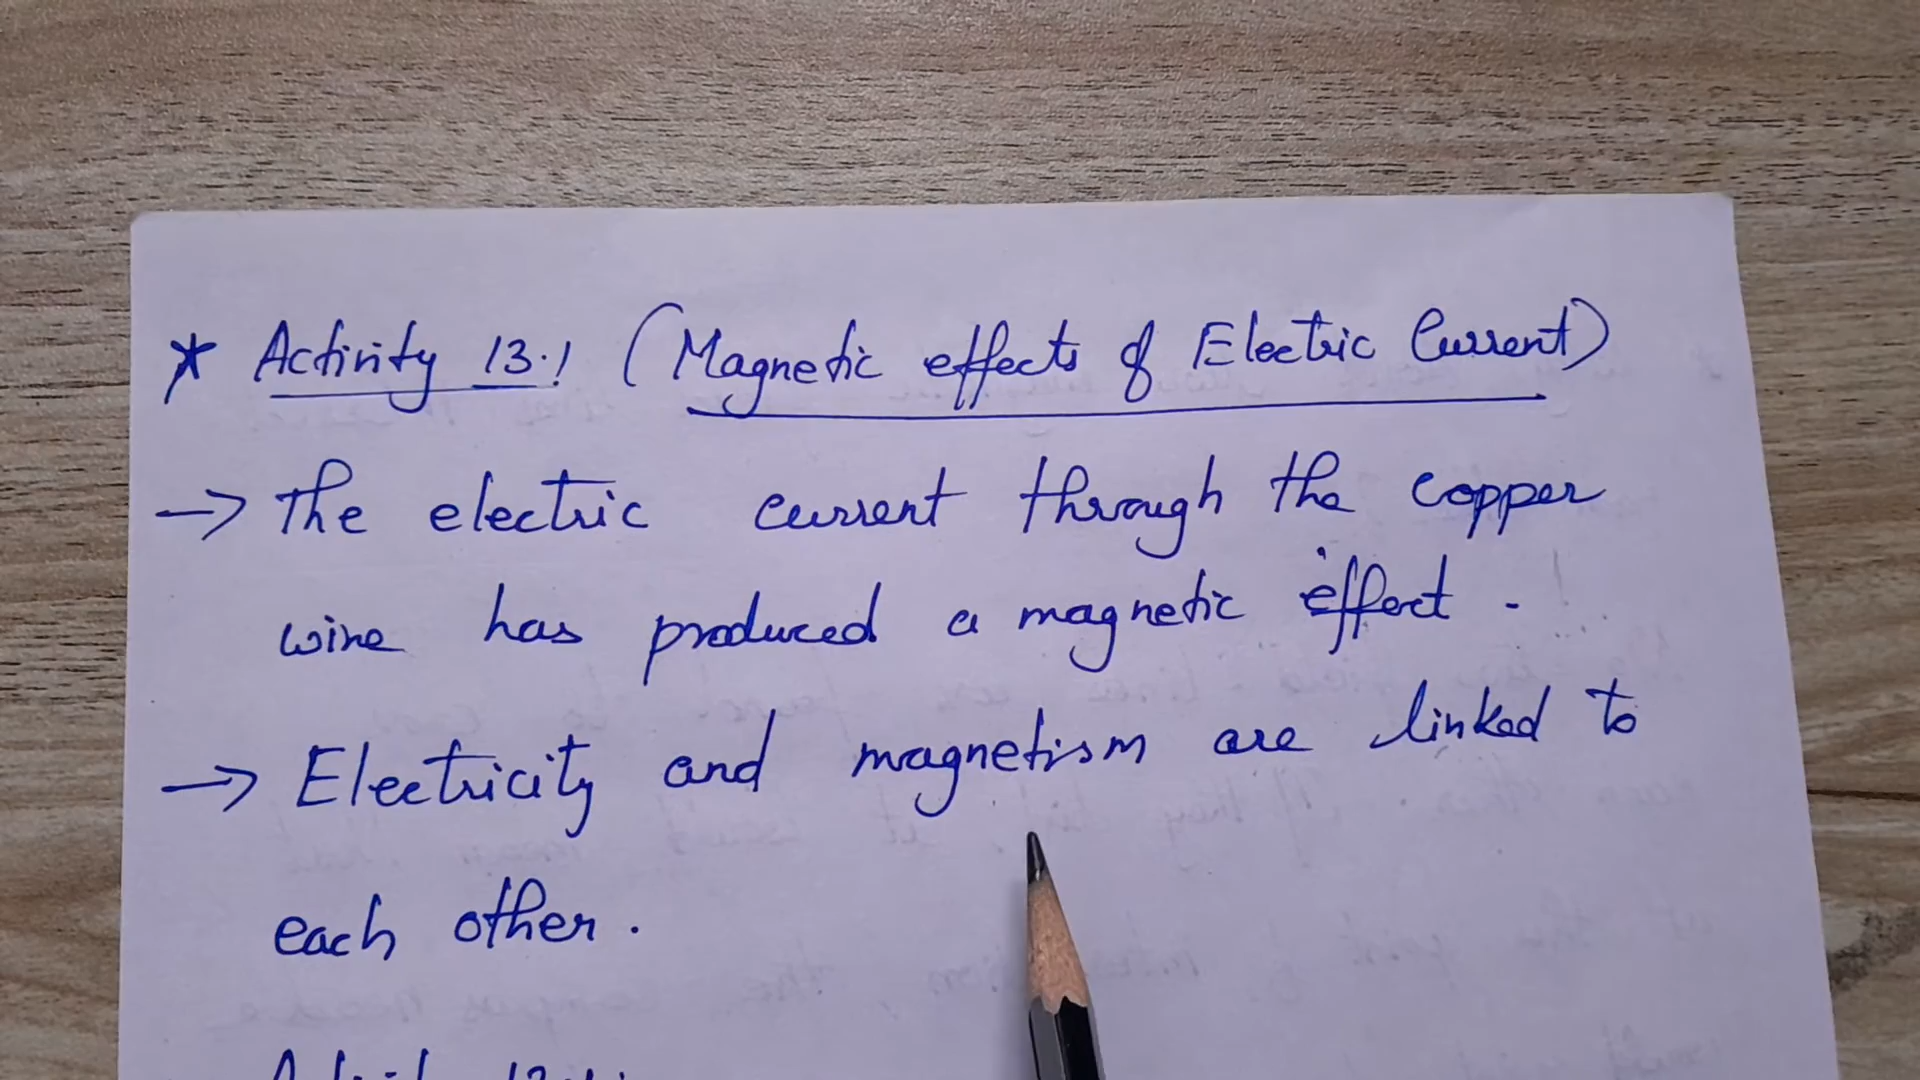 * Activity 13.1 (Magnetic effects of Electric Current)
→ The electric current through the copper
wire has produced a magnetic effect.
→ Electricity and magnetism are linked to
each other.